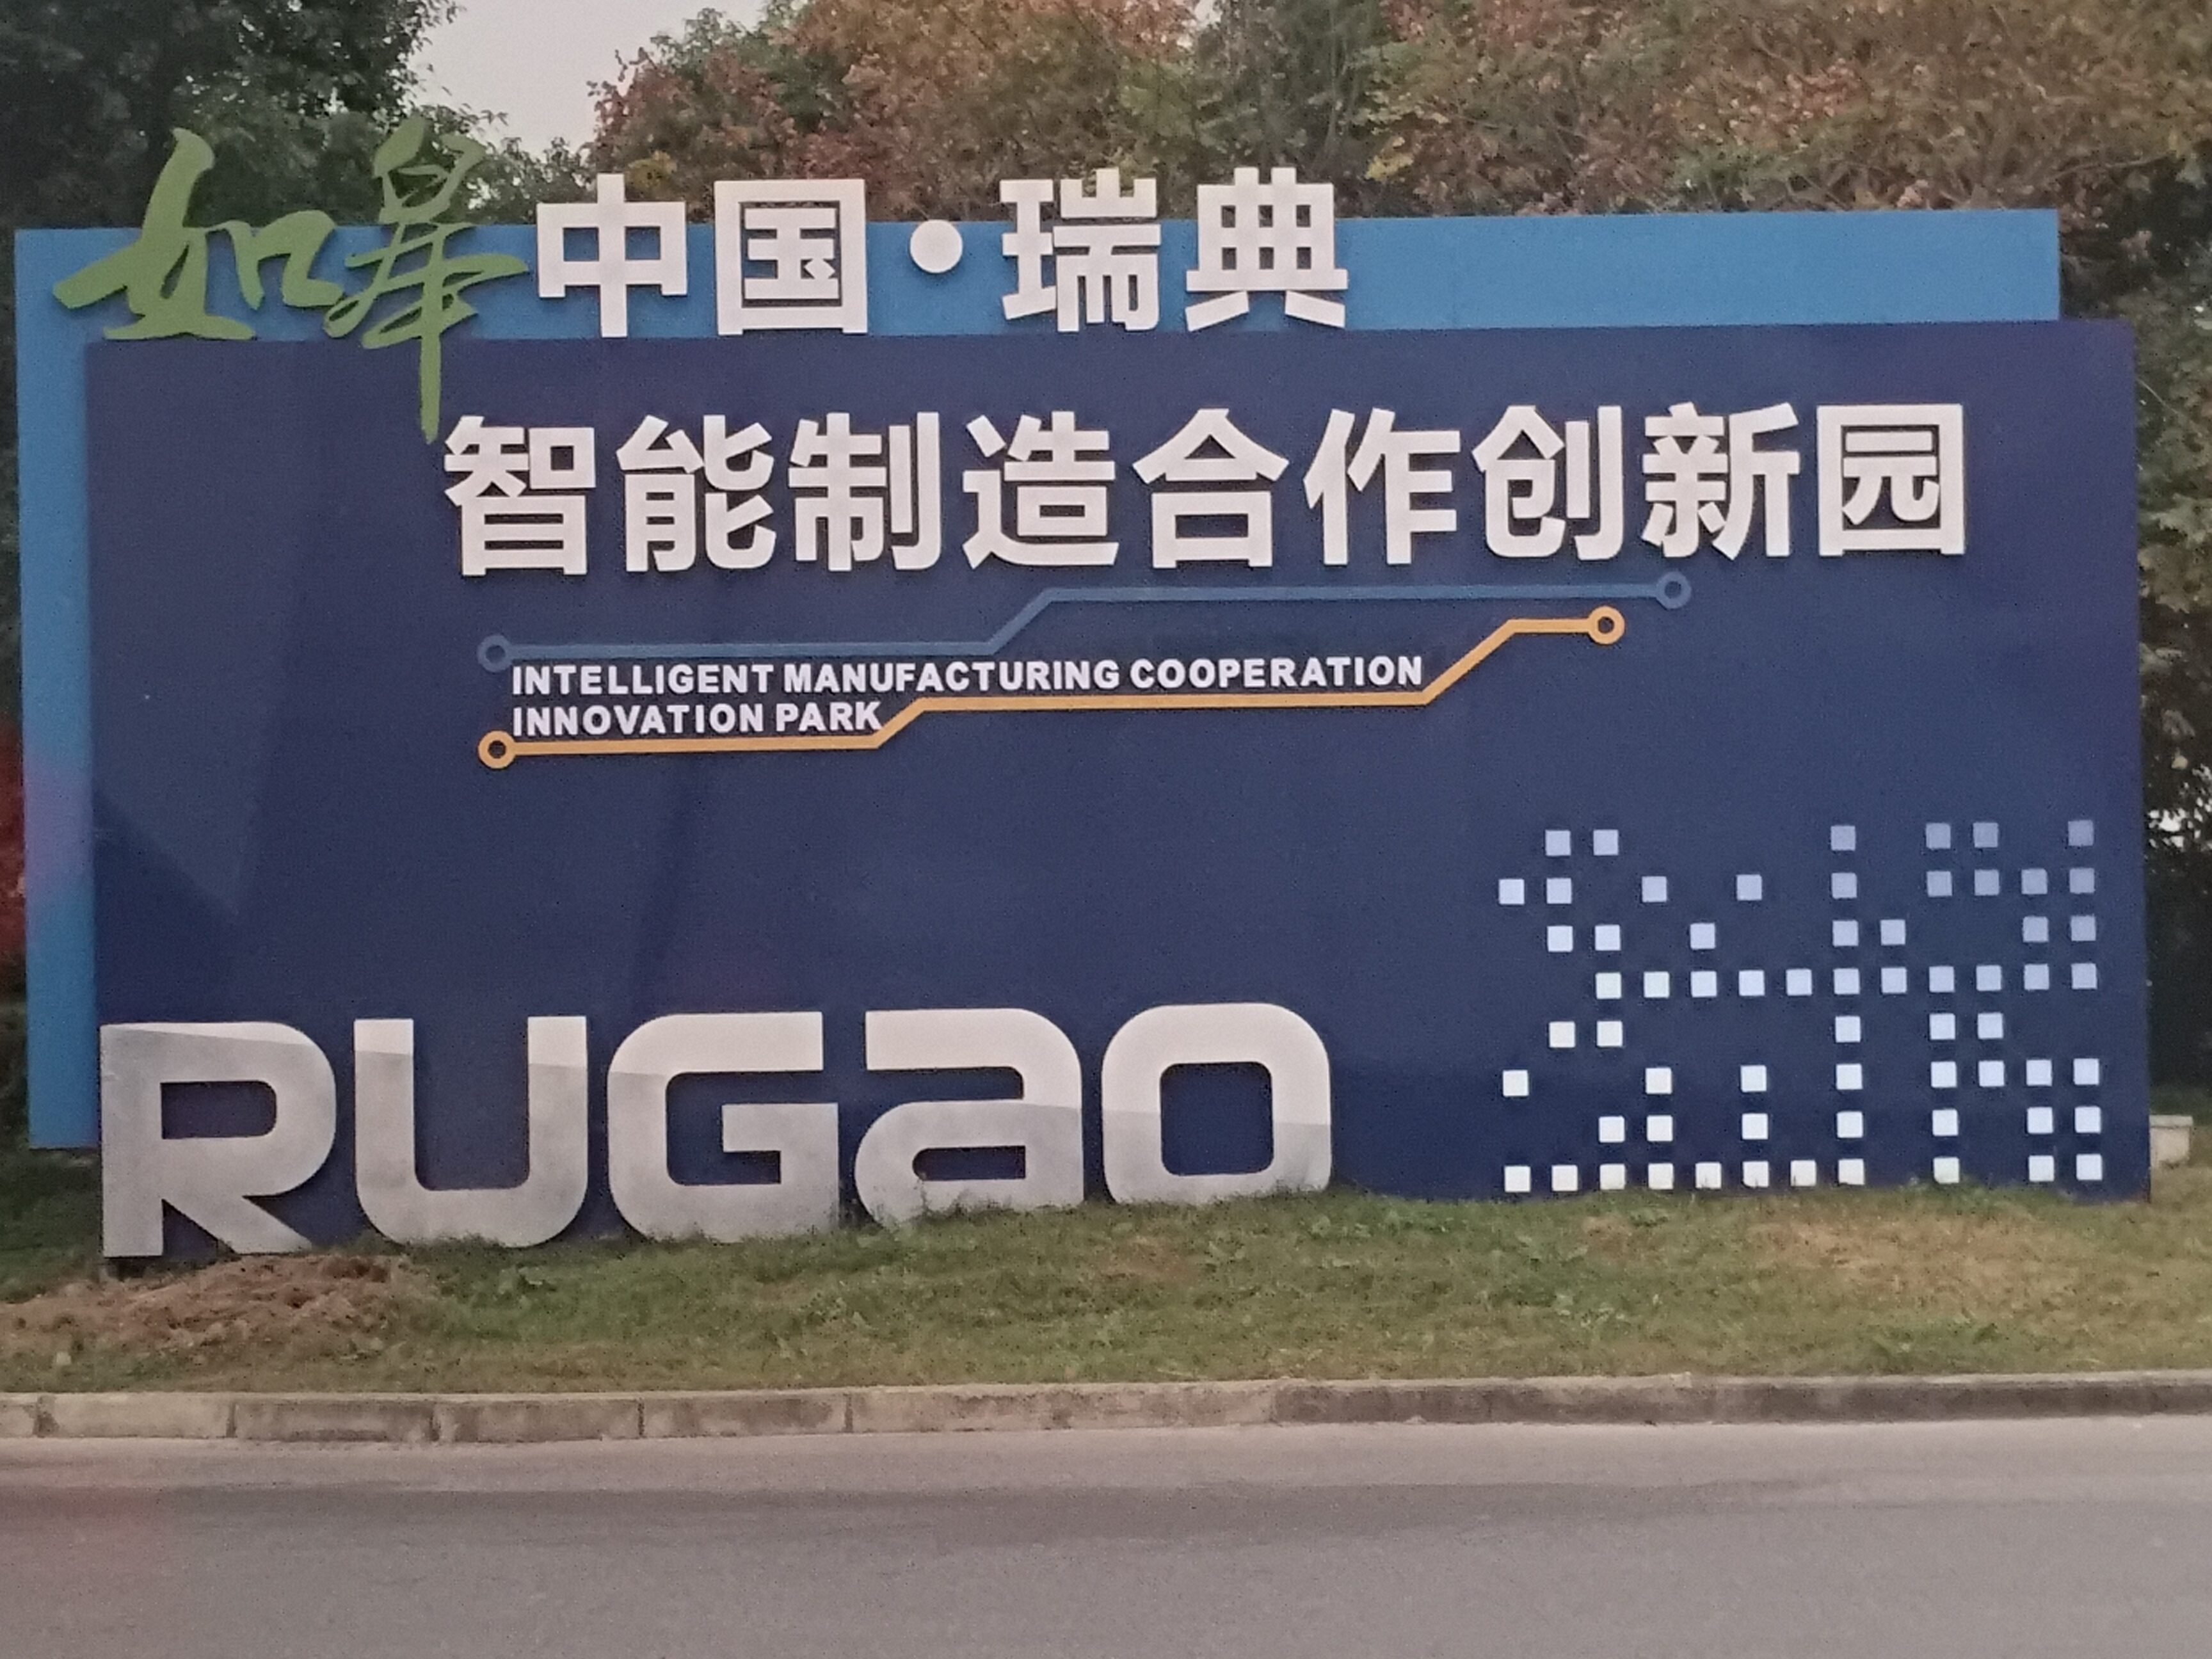 如皋 中国·瑞典
智能制造合作创新园
INTELLIGENT MANUFACTURING COOPERATION
INNOVATION PARK
RUGao